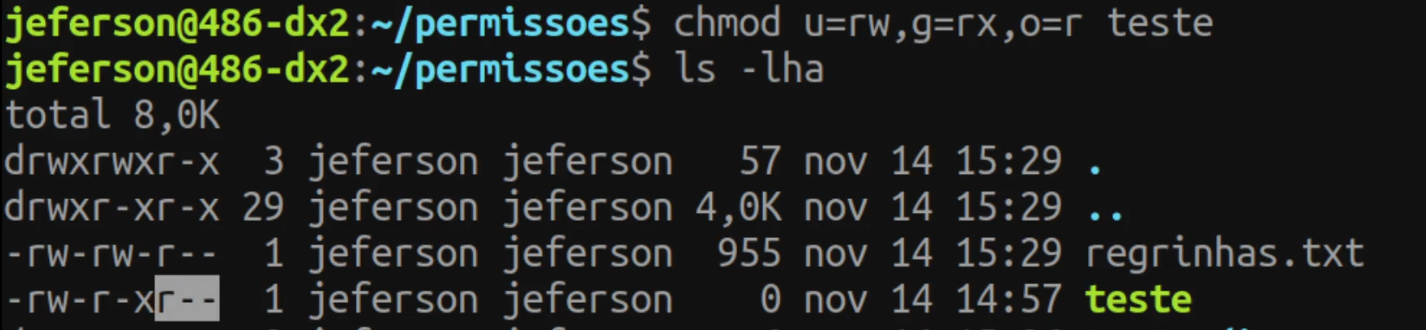 jeferson@486-dx2:~/permissoes$ chmod u=rw,g=rx,o=r teste
jeferson@486-dx2:~/permissoes$ ls -lha
total 8,0K
drwxrwxr-x  3 jeferson jeferson   57 nov 14 15:29 .
drwxr-xr-x 29 jeferson jeferson 4,0K nov 14 15:29 ..
-rw-rw-r--  1 jeferson jeferson  955 nov 14 15:29 regrinhas.txt
-rw-r-xr--  1 jeferson jeferson    0 nov 14 14:57 teste